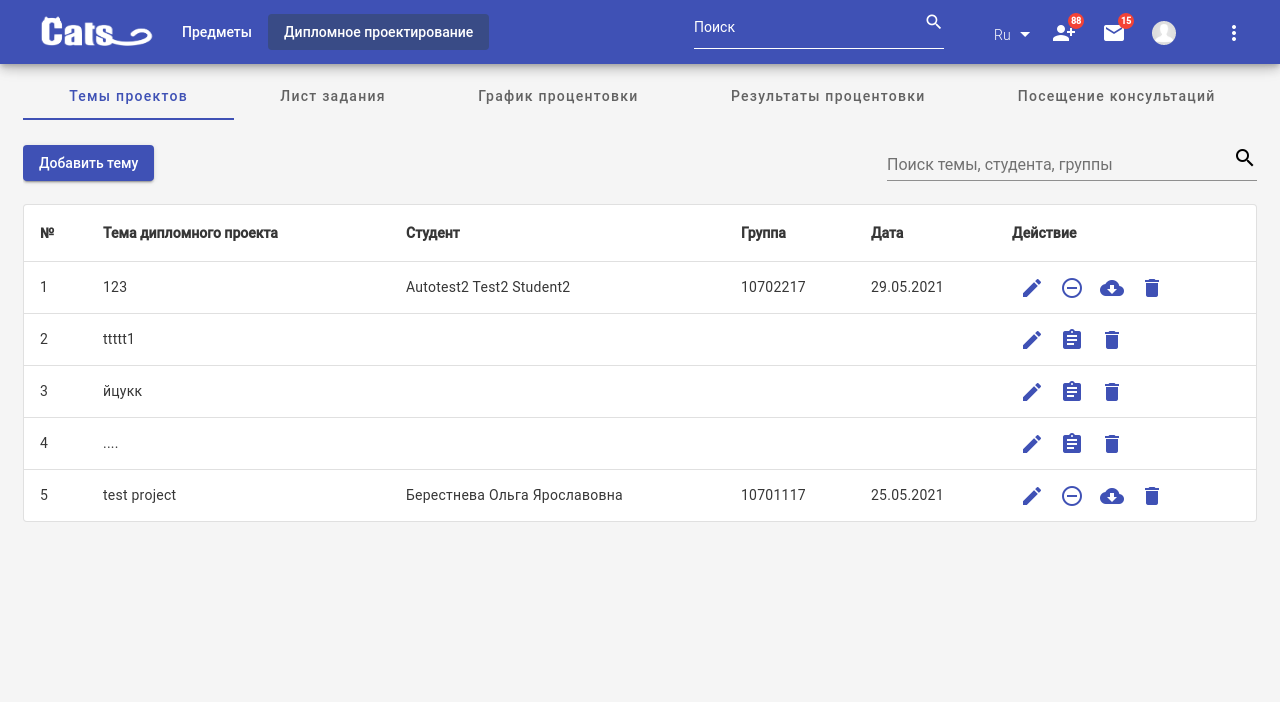 Cats Предметы Дипломное проектирование Поиск Ru 88 15
Темы проектов Лист задания График процентовки Результаты процентовки Посещение консультаций
Добавить тему Поиск темы, студента, группы
№ Тема дипломного проекта Студент Группа Дата Действие
1 123 Autotest2 Test2 Student2 10702217 29.05.2021
2 ttttt1
3 йцукк
4 ....
5 test project Берестнева Ольга Ярославовна 10701117 25.05.2021